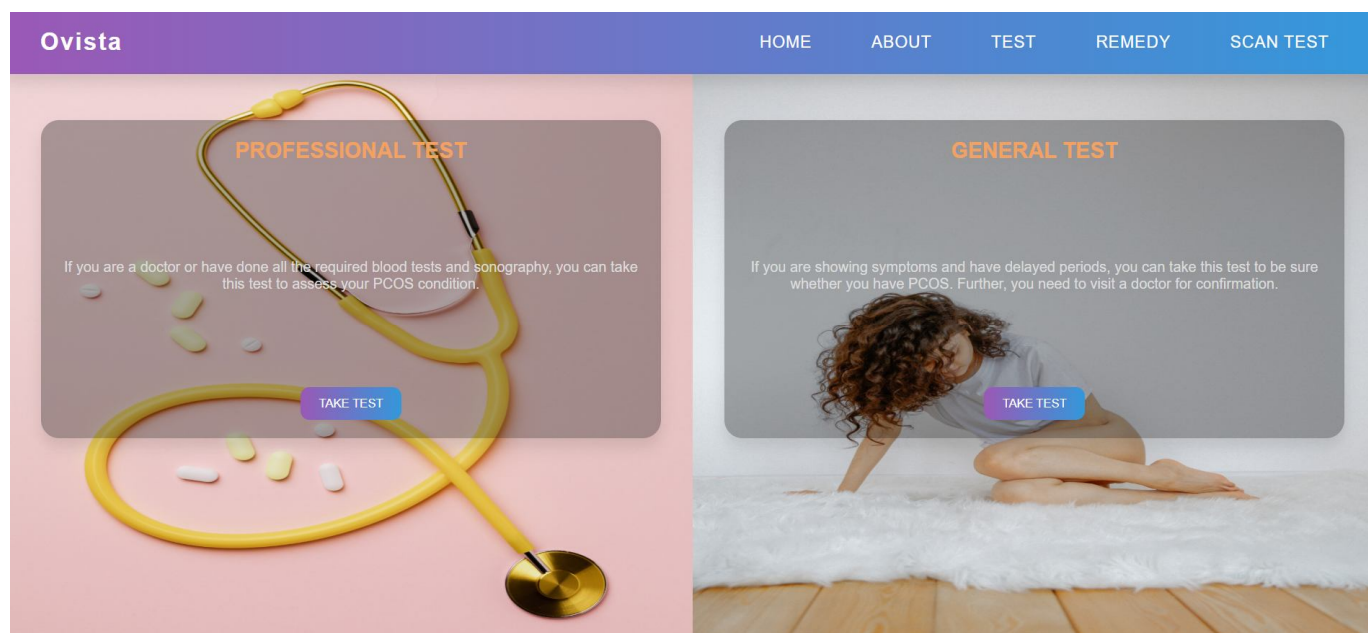 Ovista
HOME ABOUT TEST REMEDY SCAN TEST
PROFESSIONAL TEST
If you are a doctor or have done all the required blood tests and sonography, you can take
this test to assess your PCOS condition.
TAKE TEST
GENERAL TEST
If you are showing symptoms and have delayed periods, you can take this test to be sure
whether you have PCOS. Further, you need to visit a doctor for confirmation.
TAKE TEST